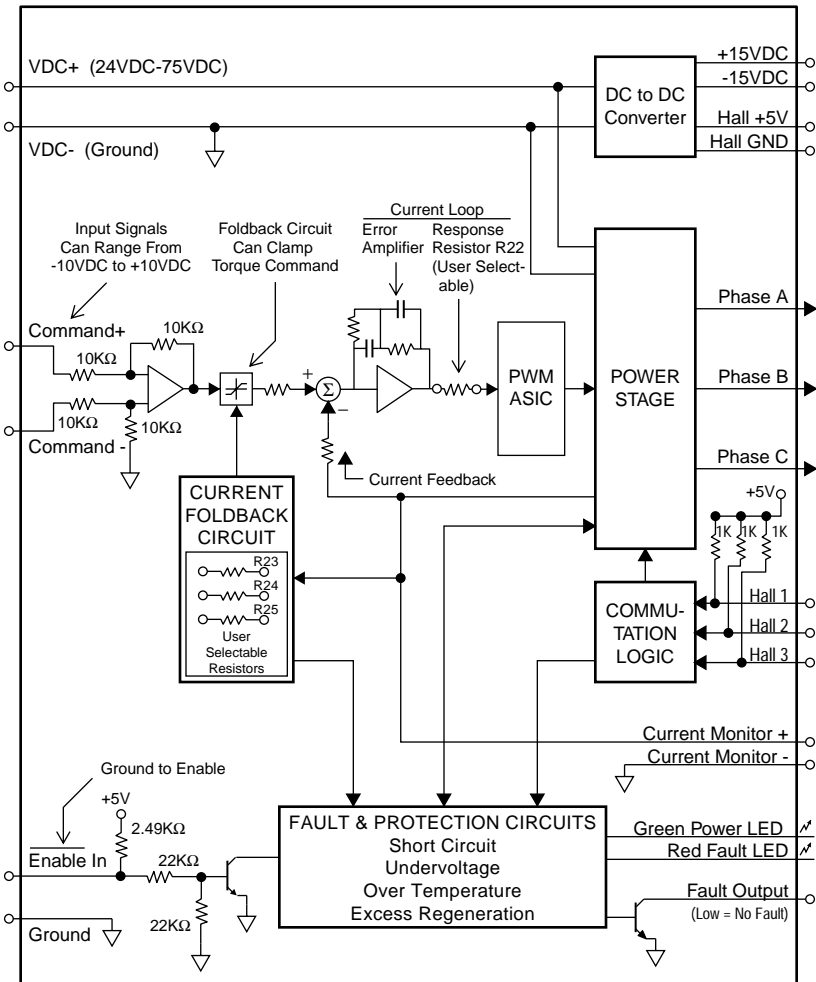 VDC+ (24VDC-75VDC)
VDC- (Ground)
DC to DC
Converter
+15VDC
-15VDC
Hall +5V
Hall GND
Input Signals
Can Range From
-10VDC to +10VDC
Foldback Circuit
Can Clamp
Torque Command
Current Loop
Error
Amplifier
Response
Resistor R22
(User Select-
able)
Command+
10KΩ
10KΩ
10KΩ
10KΩ
Command -
+
Σ
−
PWM
ASIC
POWER
STAGE
Phase A
Phase B
Phase C
Current Feedback
CURRENT
FOLDBACK
CIRCUIT
R23
R24
R25
User
Selectable
Resistors
+5V
1K
1K
1K
COMMU-
TATION
LOGIC
Hall 1
Hall 2
Hall 3
Current Monitor +
Current Monitor -
Ground to Enable
+5V
2.49KΩ
Enable In
22KΩ
22KΩ
Ground
FAULT & PROTECTION CIRCUITS
Short Circuit
Undervoltage
Over Temperature
Excess Regeneration
Green Power LED
Red Fault LED
Fault Output
(Low = No Fault)